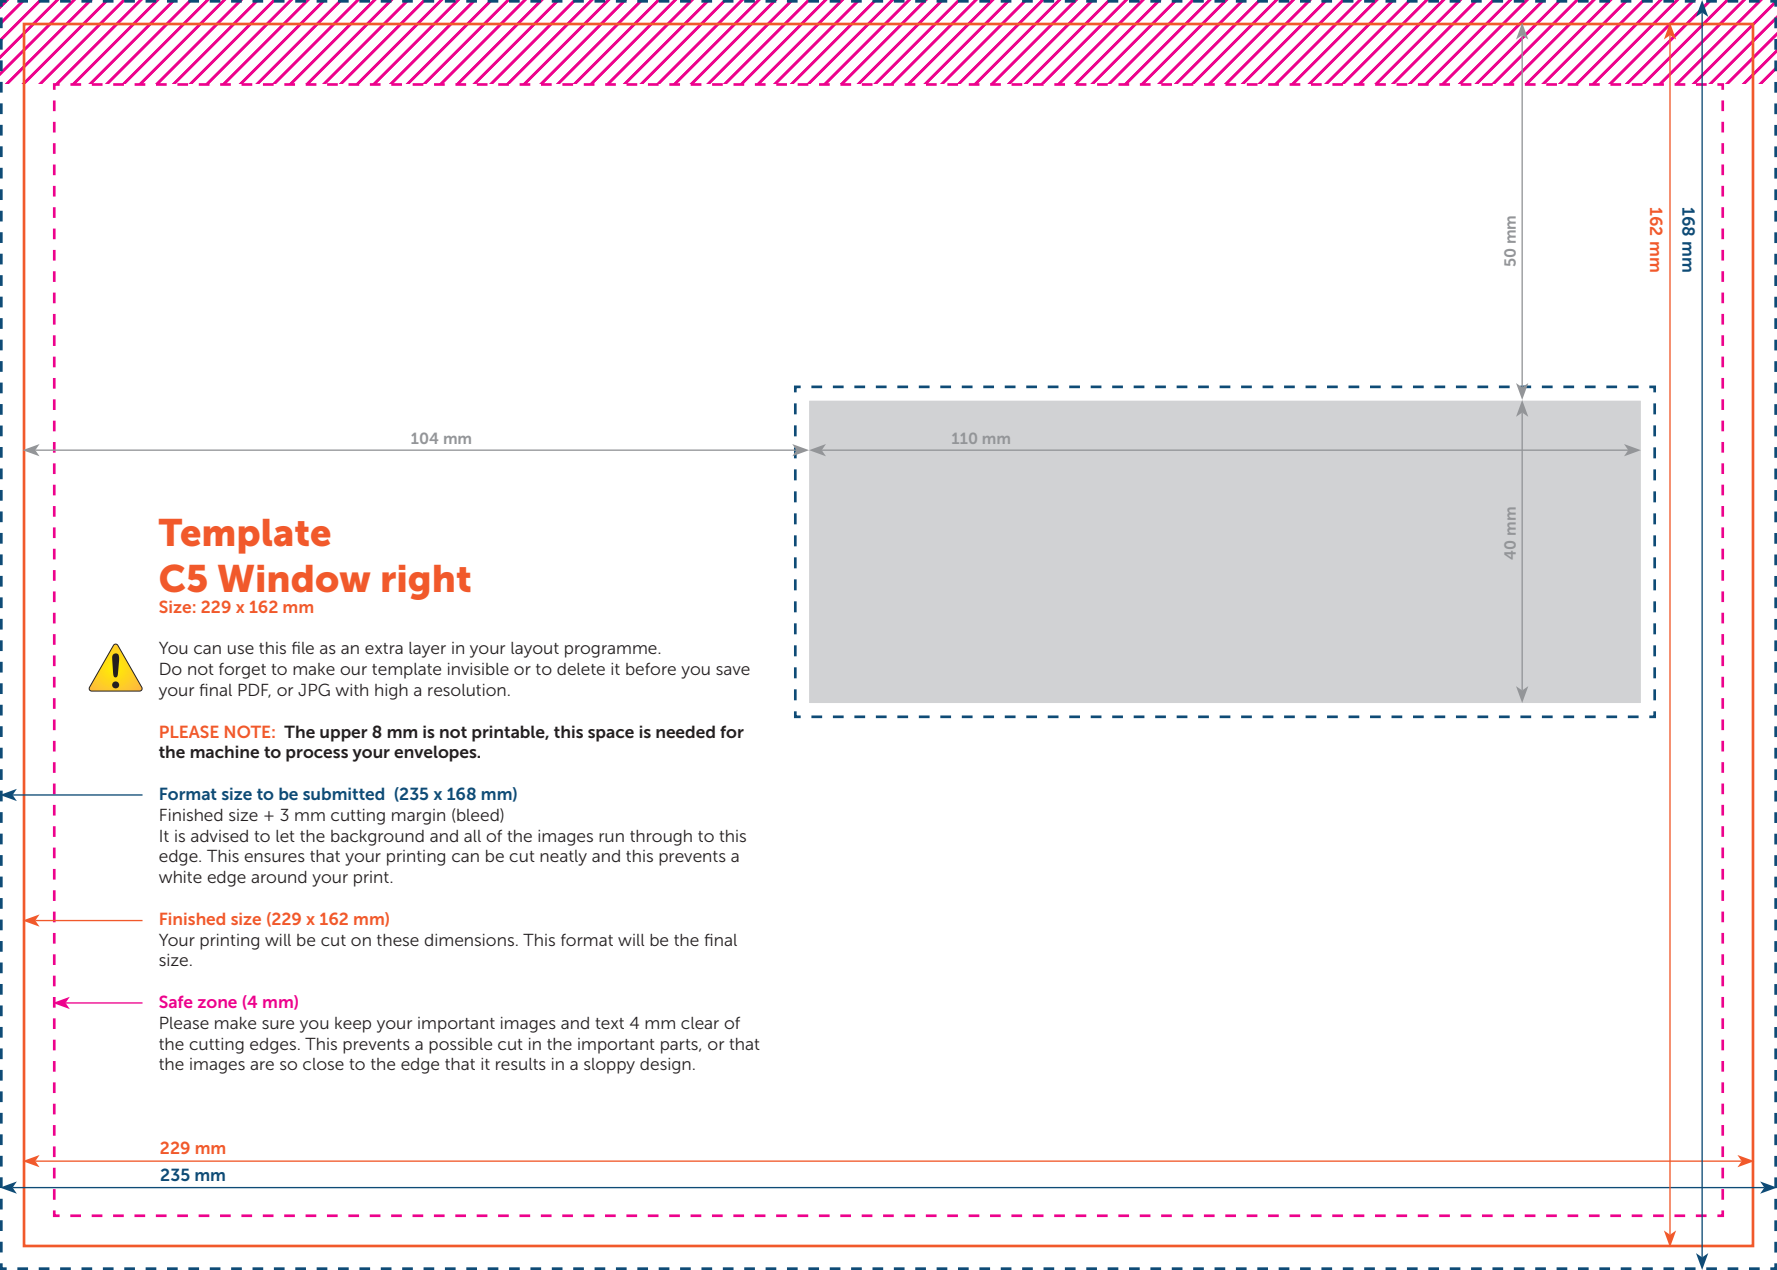 50 mm
162 mm
168 mm
104 mm
110 mm
40 mm
Template
C5 Window right
Size: 229 x 162 mm
You can use this file as an extra layer in your layout programme.
Do not forget to make our template invisible or to delete it before you save
your final PDF, or JPG with high a resolution.
PLEASE NOTE: The upper 8 mm is not printable, this space is needed for
the machine to process your envelopes.
Format size to be submitted (235 x 168 mm)
Finished size + 3 mm cutting margin (bleed)
It is advised to let the background and all of the images run through to this
edge. This ensures that your printing can be cut neatly and this prevents a
white edge around your print.
Finished size (229 x 162 mm)
Your printing will be cut on these dimensions. This format will be the final
size.
Safe zone (4 mm)
Please make sure you keep your important images and text 4 mm clear of
the cutting edges. This prevents a possible cut in the important parts, or that
the images are so close to the edge that it results in a sloppy design.
229 mm
235 mm